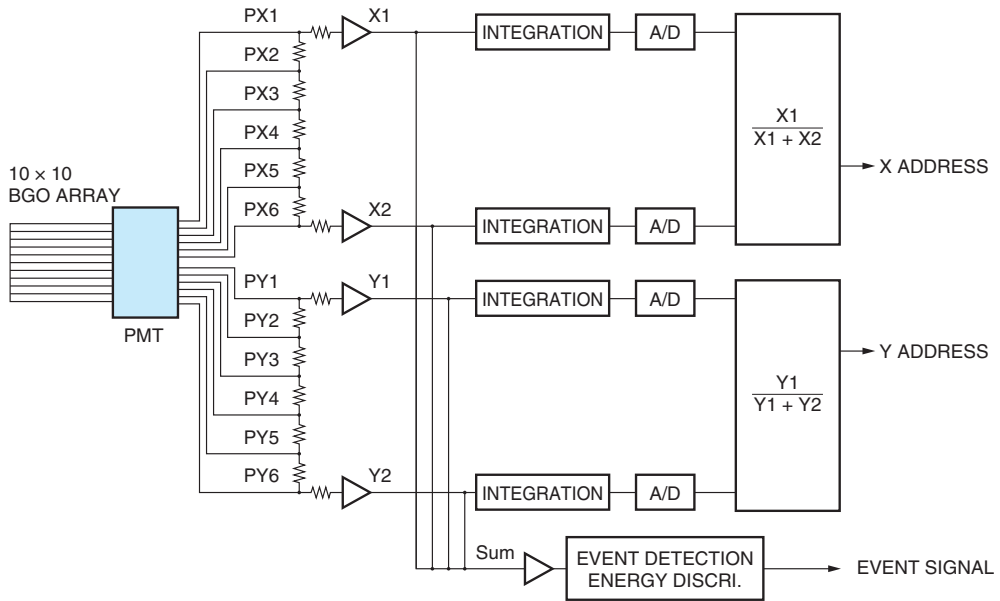 PX1
X1
PX2
PX3
PX4
PX5
PX6
X2
10 × 10
BGO ARRAY
PMT
PY1
Y1
PY2
PY3
PY4
PY5
PY6
Y2
INTEGRATION
A/D
X1
X1 + X2
X ADDRESS
INTEGRATION
A/D
INTEGRATION
A/D
Y1
Y1 + Y2
Y ADDRESS
INTEGRATION
A/D
Sum
EVENT DETECTION
ENERGY DISCRI.
EVENT SIGNAL